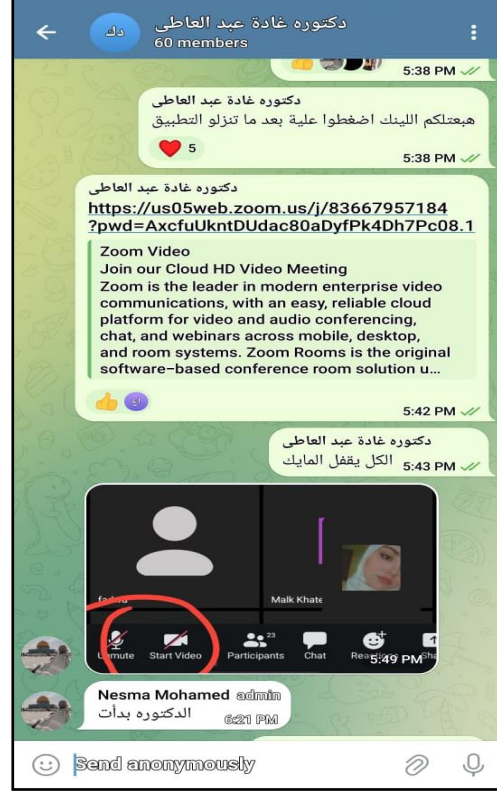 دكتوره غادة عبد العاطى
دك
60 members
5:38 PM
دكتوره غادة عبد العاطى
هبعتلكم اللينك اضغطوا علية بعد ما تنزلو التطبيق
5
5:38 PM
دكتوره غادة عبد العاطى
https://us05web.zoom.us/j/83667957184
?pwd=AxcfuUkntDUdac80aDyfPk4Dh7Pc08.1
Zoom Video
Join our Cloud HD Video Meeting
Zoom is the leader in modern enterprise video
communications, with an easy, reliable cloud
platform for video and audio conferencing,
chat, and webinars across mobile, desktop,
and room systems. Zoom Rooms is the original
software-based conference room solution u...
5:42 PM
دكتوره غادة عبد العاطى
الكل يقفل المايك
5:43 PM
Malk Khate
23
Start Video Participants Chat
5:49 PM
Nesma Mohamed admin
الدكتوره بدأت
6:21 PM
Send anonymously